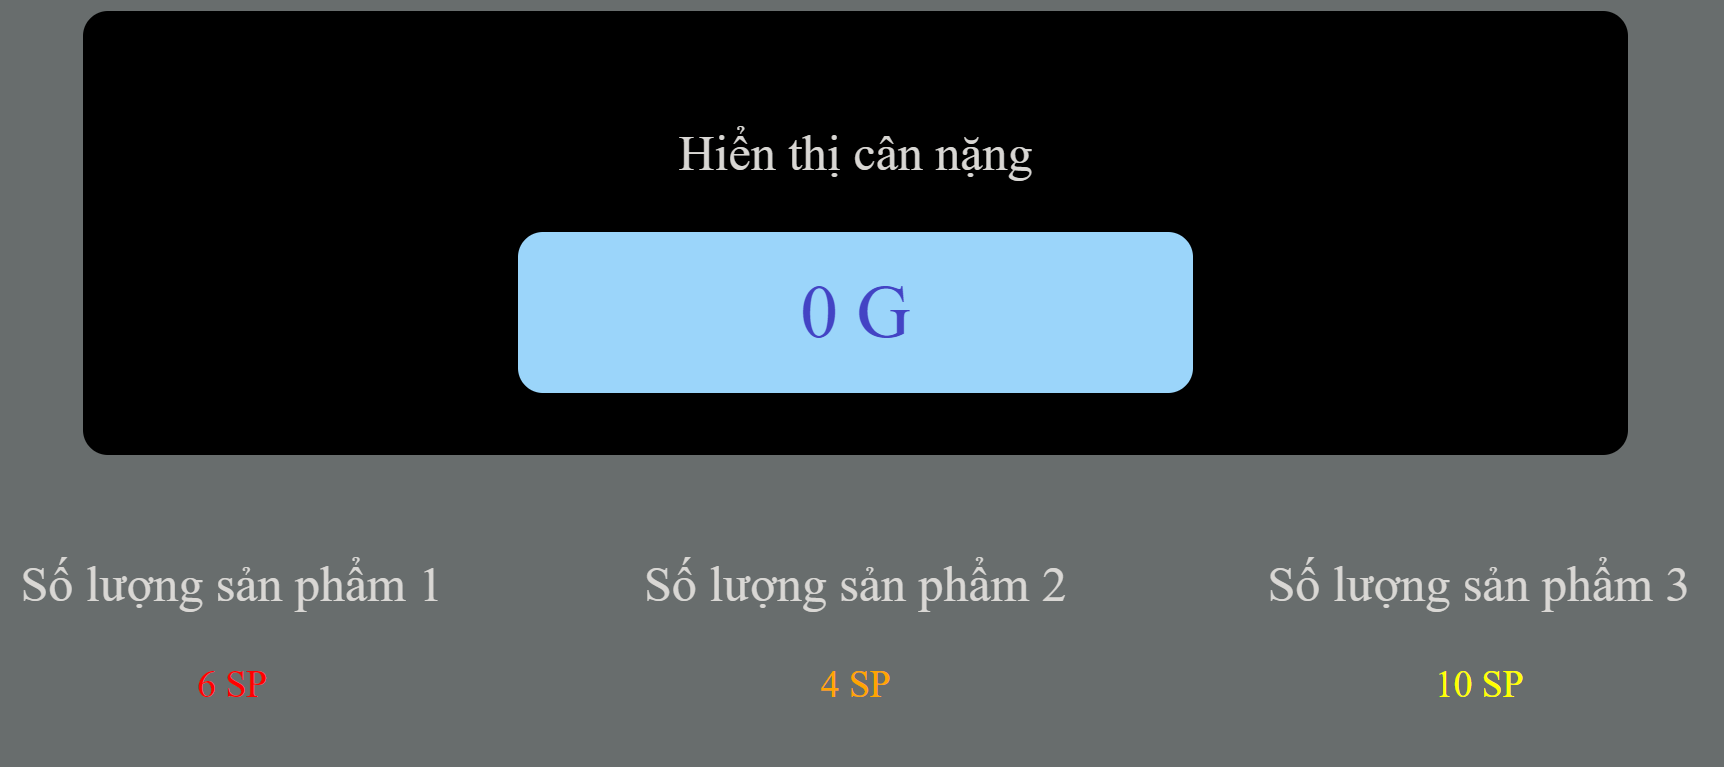 Hiển thị cân nặng
0 G
Số lượng sản phẩm 1
Số lượng sản phẩm 2
Số lượng sản phẩm 3
6 SP
4 SP
10 SP